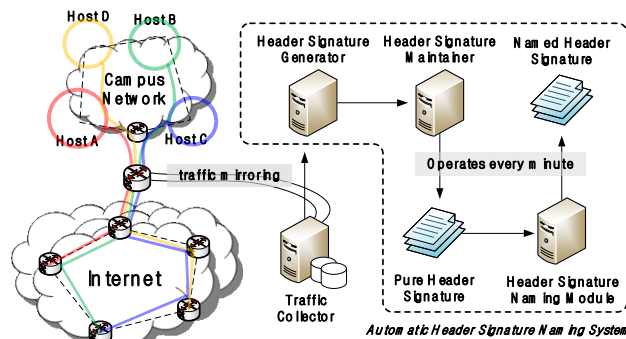 Host D
Host B
Campus
Network
Host A
Host C
traffic mirroring
Internet
Traffic
Collector
Header Signature
Generator
Header Signature
Maintainer
Named Header
Signature
Operates every minute
Pure Header
Signature
Header Signature
Naming Module
Automatic Header Signature Naming System